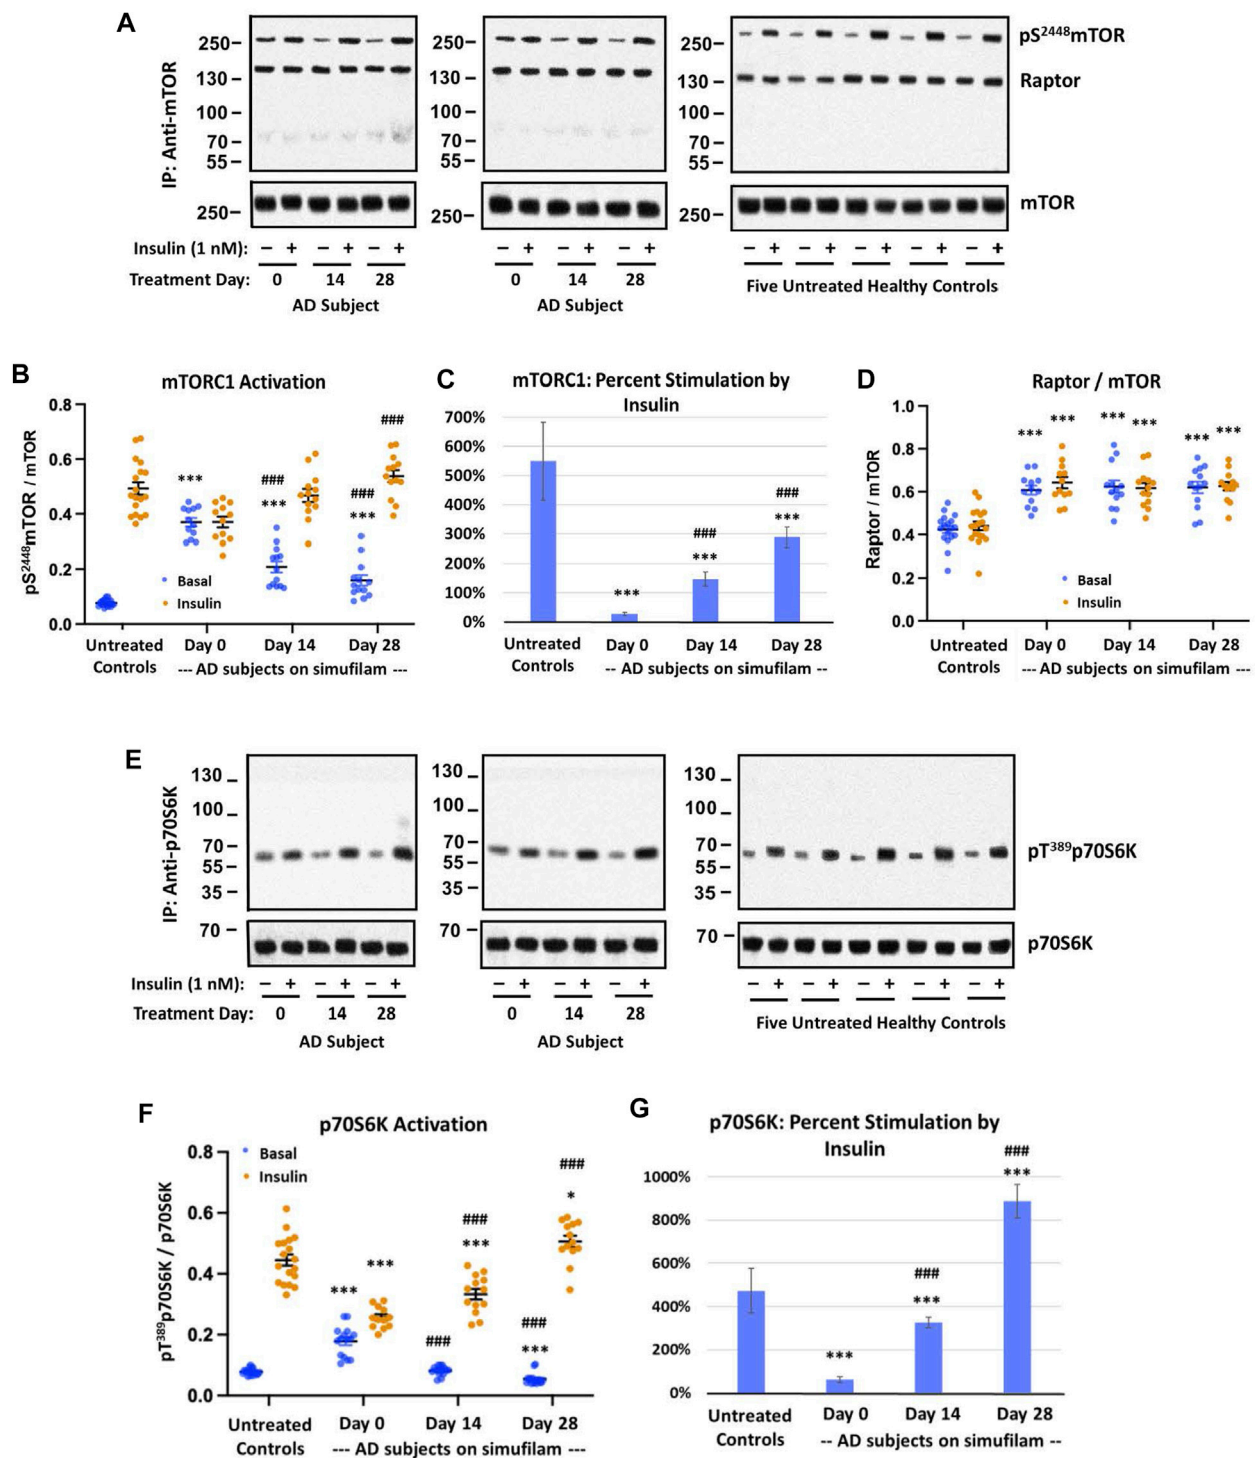 A
IP: Anti-mTOR
250–
130 –
100 –
70 –
55 –
250–
250–
130 –
100 –
70 –
55 –
250–
250–
130 –
100 –
70 –
55 –
250 –
pS²⁴⁴⁸mTOR
Raptor
mTOR
Insulin (1 nM): – + – + – + – + – + – + – + – + – + – + – +
Treatment Day: 0 14 28 0 14 28
AD Subject AD Subject Five Untreated Healthy Controls
B
mTORC1 Activation
pS²⁴⁴⁸mTOR / mTOR
0.8
0.6
0.4
0.2
0.0
***
###
***
###
***
###
Basal
Insulin
Untreated Controls Day 0 Day 14 Day 28
--- AD subjects on simufilam ---
C
mTORC1: Percent Stimulation by
Insulin
700%
600%
500%
400%
300%
200%
100%
0%
***
###
***
###
***
Untreated Controls Day 0 Day 14 Day 28
-- AD subjects on simufilam --
D
Raptor / mTOR
Raptor / mTOR
1.0
0.8
0.6
0.4
0.2
0.0
*** *** *** *** *** ***
Basal
Insulin
Untreated Controls Day 0 Day 14 Day 28
--- AD subjects on simufilam ---
E
IP: Anti-p70S6K
130 –
100 –
70 –
55 –
35 –
70 –
130 –
100 –
70 –
55 –
35 –
70 –
130 –
100 –
70 –
55 –
35 –
70 –
pT³⁸⁹p70S6K
p70S6K
Insulin (1 nM): – + – + – + – + – + – + – + – + – + – + – +
Treatment Day: 0 14 28 0 14 28
AD Subject AD Subject Five Untreated Healthy Controls
F
p70S6K Activation
pT³⁸⁹p70S6K / p70S6K
0.8
0.6
0.4
0.2
0.0
Basal
Insulin
***
***
###
###
***
###
***
###
*
Untreated Controls Day 0 Day 14 Day 28
--- AD subjects on simufilam ---
G
p70S6K: Percent Stimulation by
Insulin
1000%
800%
600%
400%
200%
0%
***
###
***
###
***
Untreated Controls Day 0 Day 14 Day 28
-- AD subjects on simufilam --